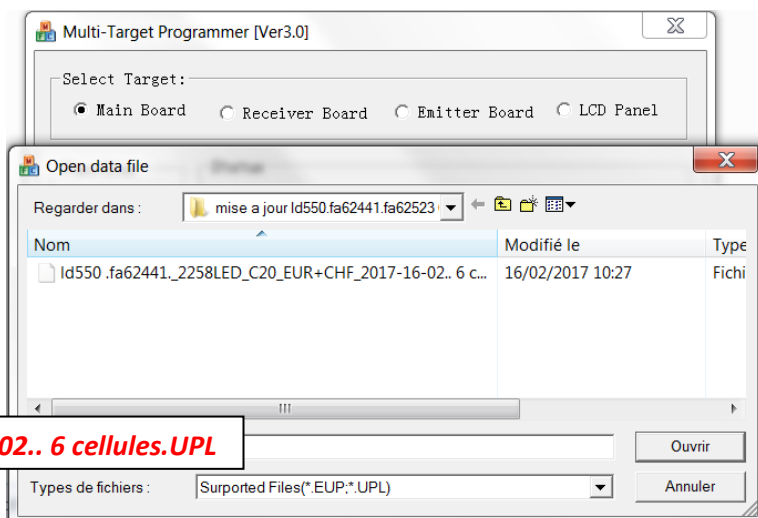 Multi-Target Programmer [Ver3.0]
Select Target:
Main Board Receiver Board Emitter Board LCD Panel
Open data file
Regarder dans : mise a jour ld550.fa62441.fa62523
Nom Modifié le Type
ld550 .fa62441._2258LED_C20_EUR+CHF_2017-16-02.. 6 c... 16/02/2017 10:27 Fichi
02.. 6 cellules.UPL
Ouvrir
Types de fichiers : Surported Files(*.EUP;*.UPL) Annuler